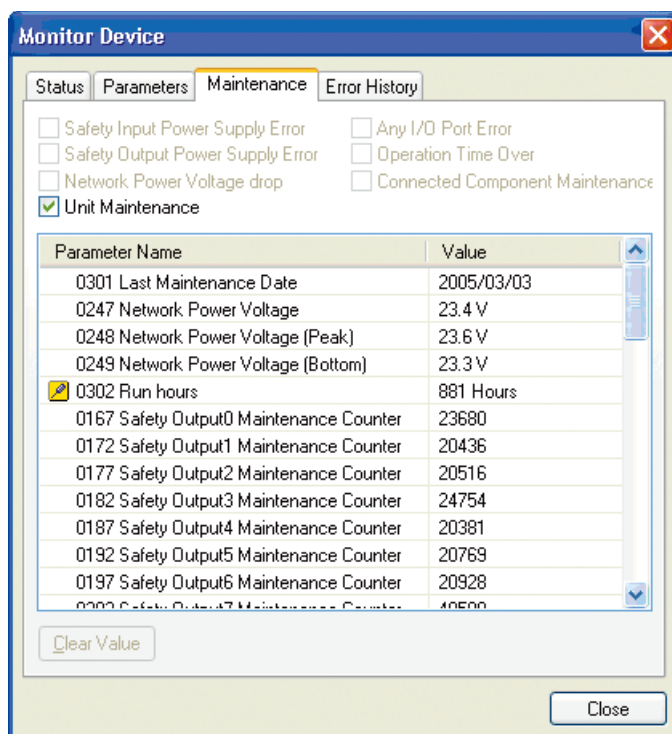 Monitor Device
Status Parameters Maintenance Error History
Safety Input Power Supply Error Any I/O Port Error
Safety Output Power Supply Error Operation Time Over
Network Power Voltage drop Connected Component Maintenance
Unit Maintenance
Parameter Name Value
0301 Last Maintenance Date 2005/03/03
0247 Network Power Voltage 23.4 V
0248 Network Power Voltage (Peak) 23.6 V
0249 Network Power Voltage (Bottom) 23.3 V
0302 Run hours 881 Hours
0167 Safety Output0 Maintenance Counter 23680
0172 Safety Output1 Maintenance Counter 20436
0177 Safety Output2 Maintenance Counter 20516
0182 Safety Output3 Maintenance Counter 24754
0187 Safety Output4 Maintenance Counter 20381
0192 Safety Output5 Maintenance Counter 20769
0197 Safety Output6 Maintenance Counter 20928
Safety Output7 Maintenance Counter
Clear Value
Close